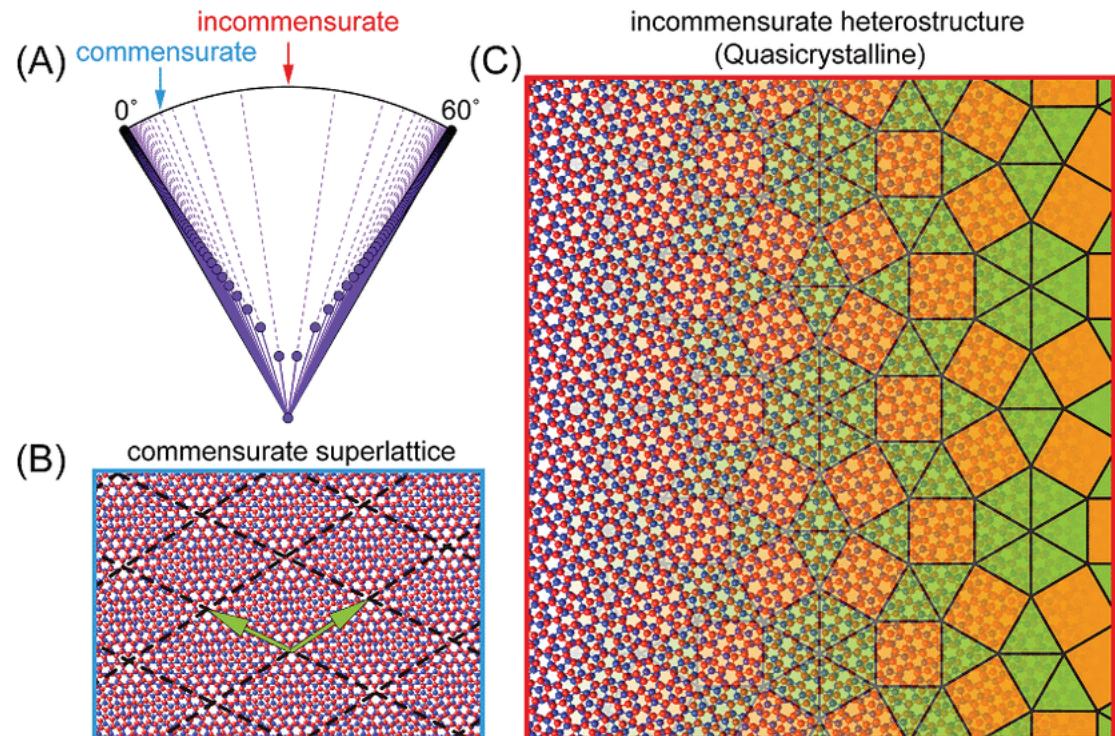 (A)
incommensurate
commensurate
0°
60°
(B)
commensurate superlattice
(C)
incommensurate heterostructure
(Quasicrystalline)